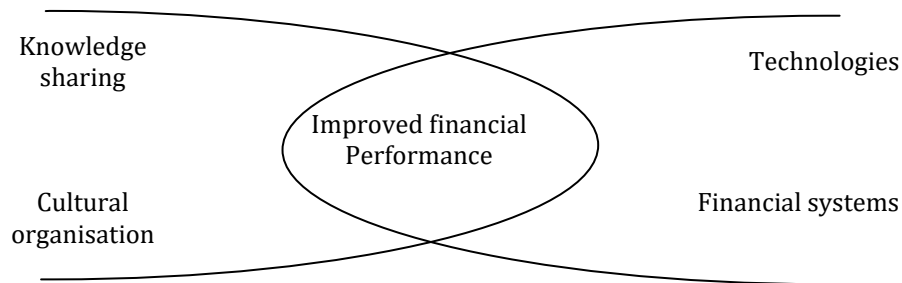 Knowledge
sharing
Technologies
Improved financial
Performance
Cultural
organisation
Financial systems